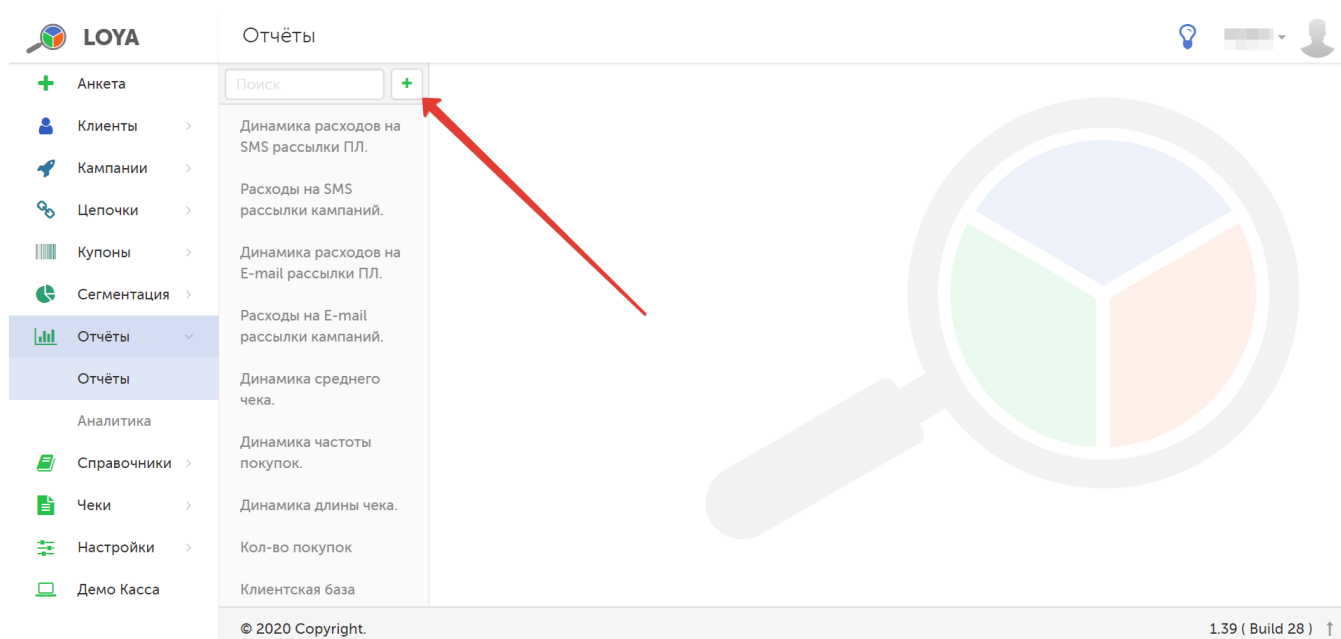 LOYA
Отчёты
Анкета
Клиенты
Кампании
Цепочки
Купоны
Сегментация
Отчёты
Отчёты
Аналитика
Справочники
Чеки
Настройки
Демо Касса
Поиск
Динамика расходов на
SMS рассылки ПЛ.
Расходы на SMS
рассылки кампаний.
Динамика расходов на
E-mail рассылки ПЛ.
Расходы на E-mail
рассылки кампаний.
Динамика среднего
чека.
Динамика частоты
покупок.
Динамика длины чека.
Кол-во покупок
Клиентская база
© 2020 Copyright.
1.39 ( Build 28 )